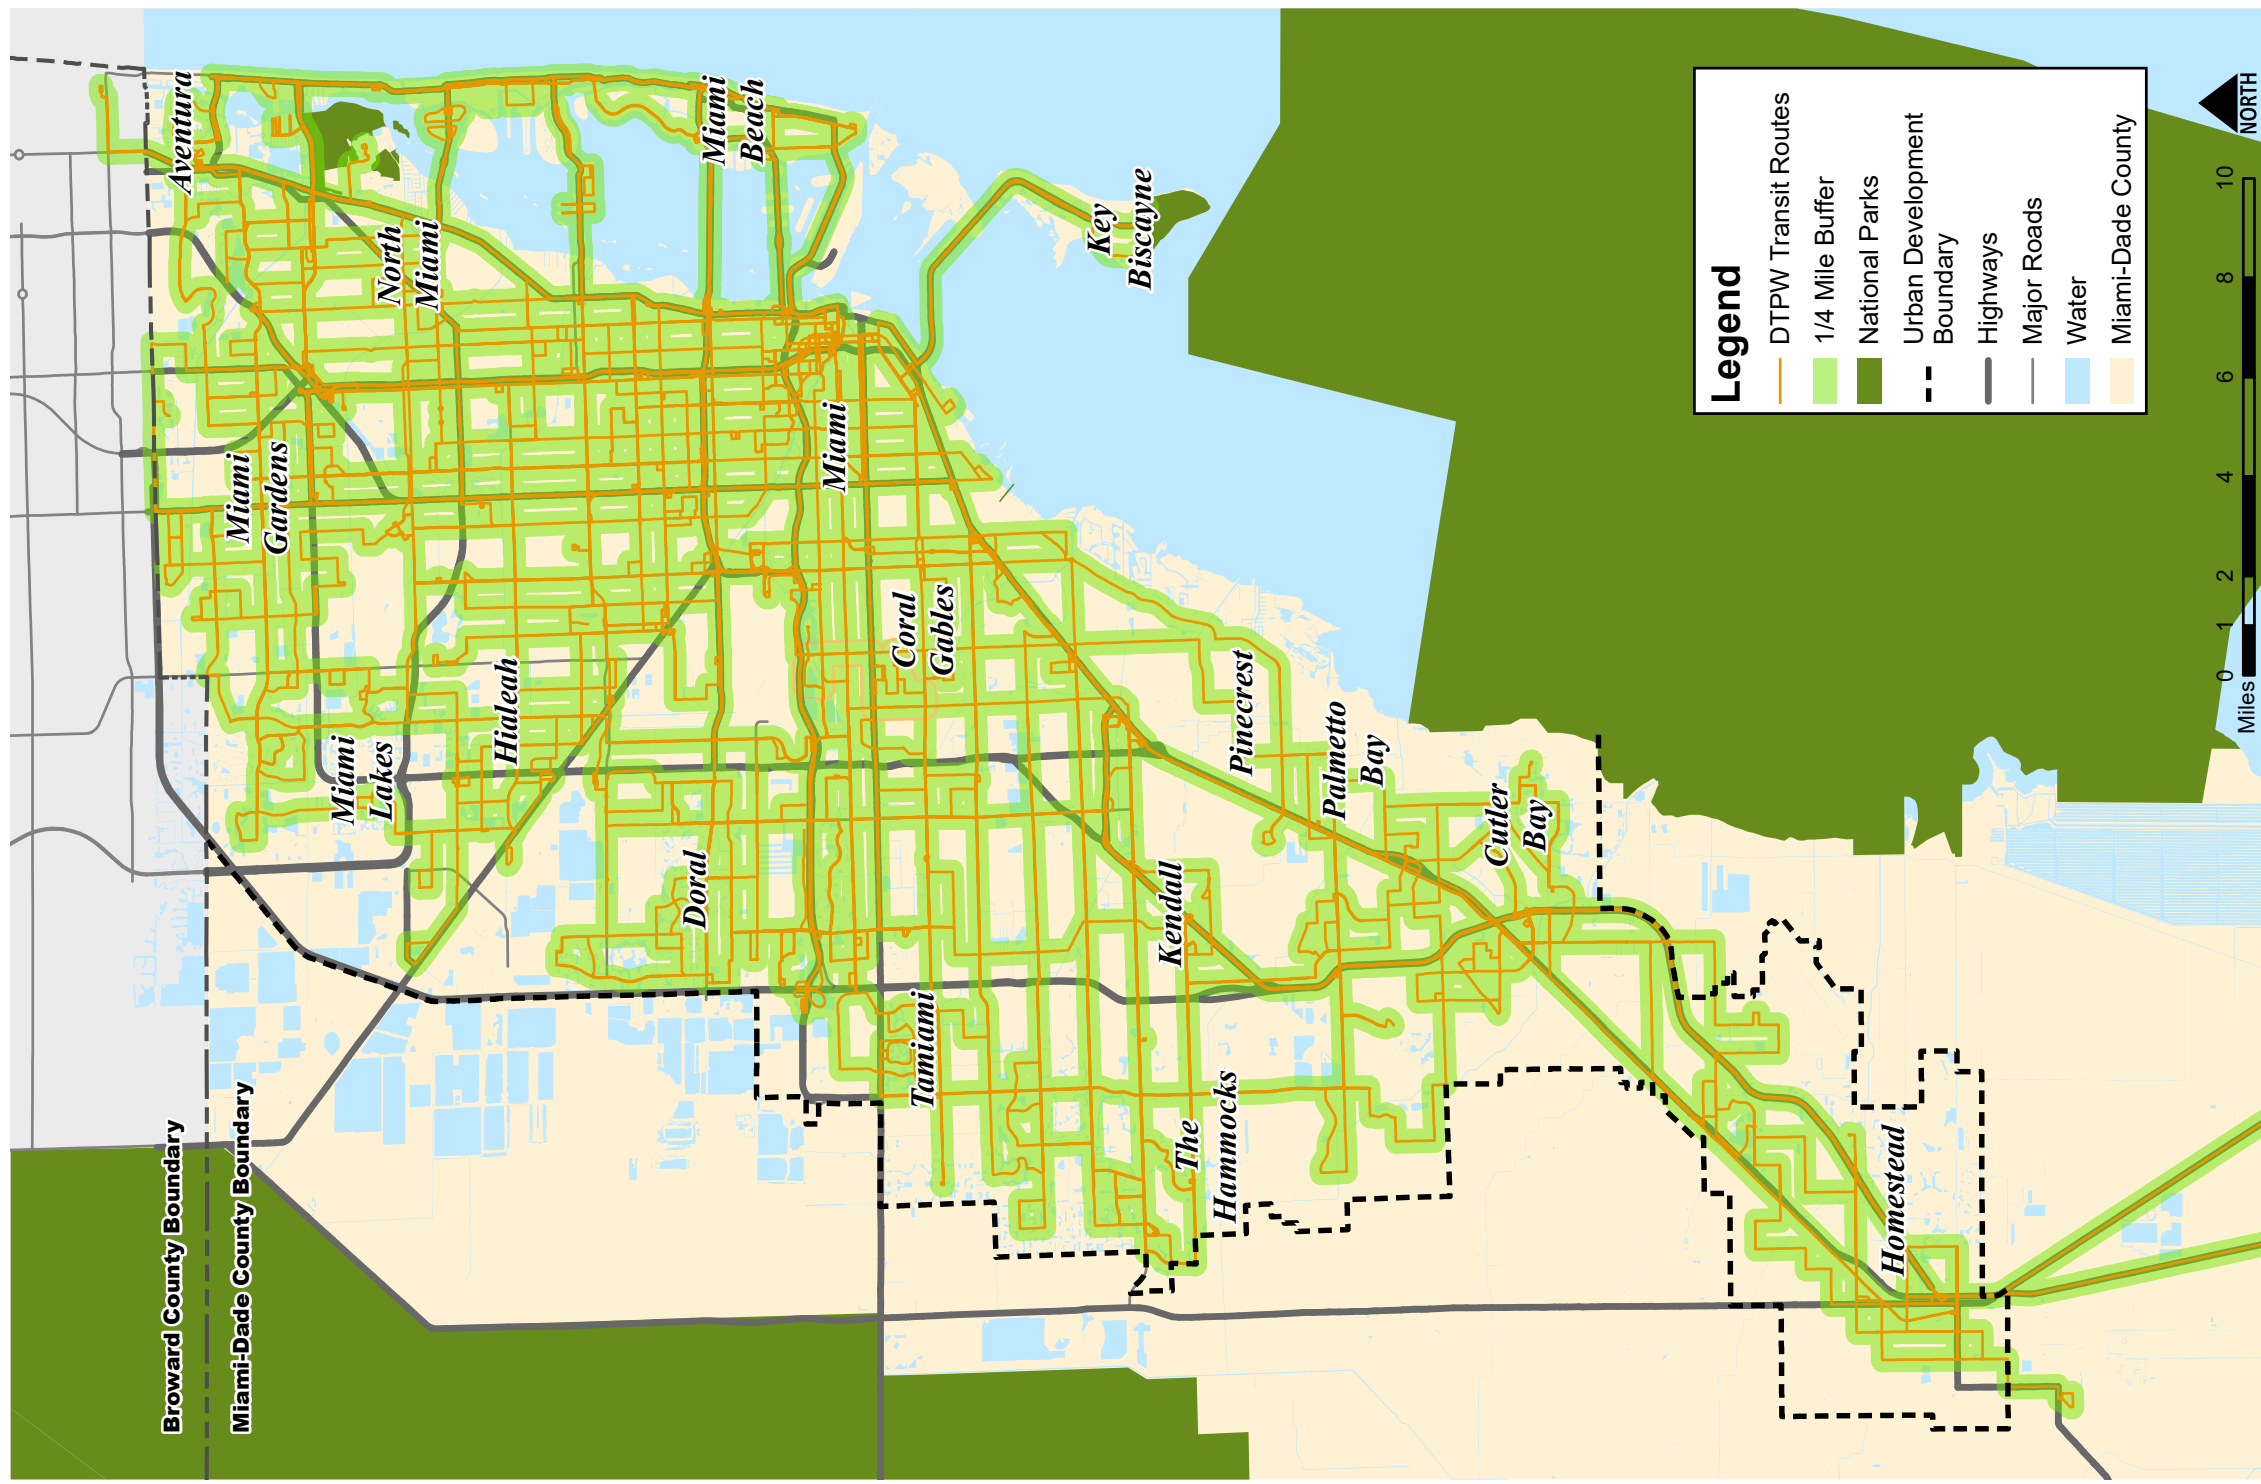 Broward County Boundary
Miami-Dade County Boundary
Aventura
North
Miami
Miami
Beach
Miami
Gardens
Miami
Lakes
Hialeah
Doral
Miami
Key
Biscayne
Coral
Gables
Tamiami
Kendall
The
Hammocks
Pinecrest
Palmetto
Bay
Cutler
Bay
Homestead
Legend
DTPW Transit Routes
1/4 Mile Buffer
National Parks
Urban Development
Boundary
Highways
Major Roads
Water
Miami-Dade County
NORTH
0 1 2 4 6 8 10
Miles